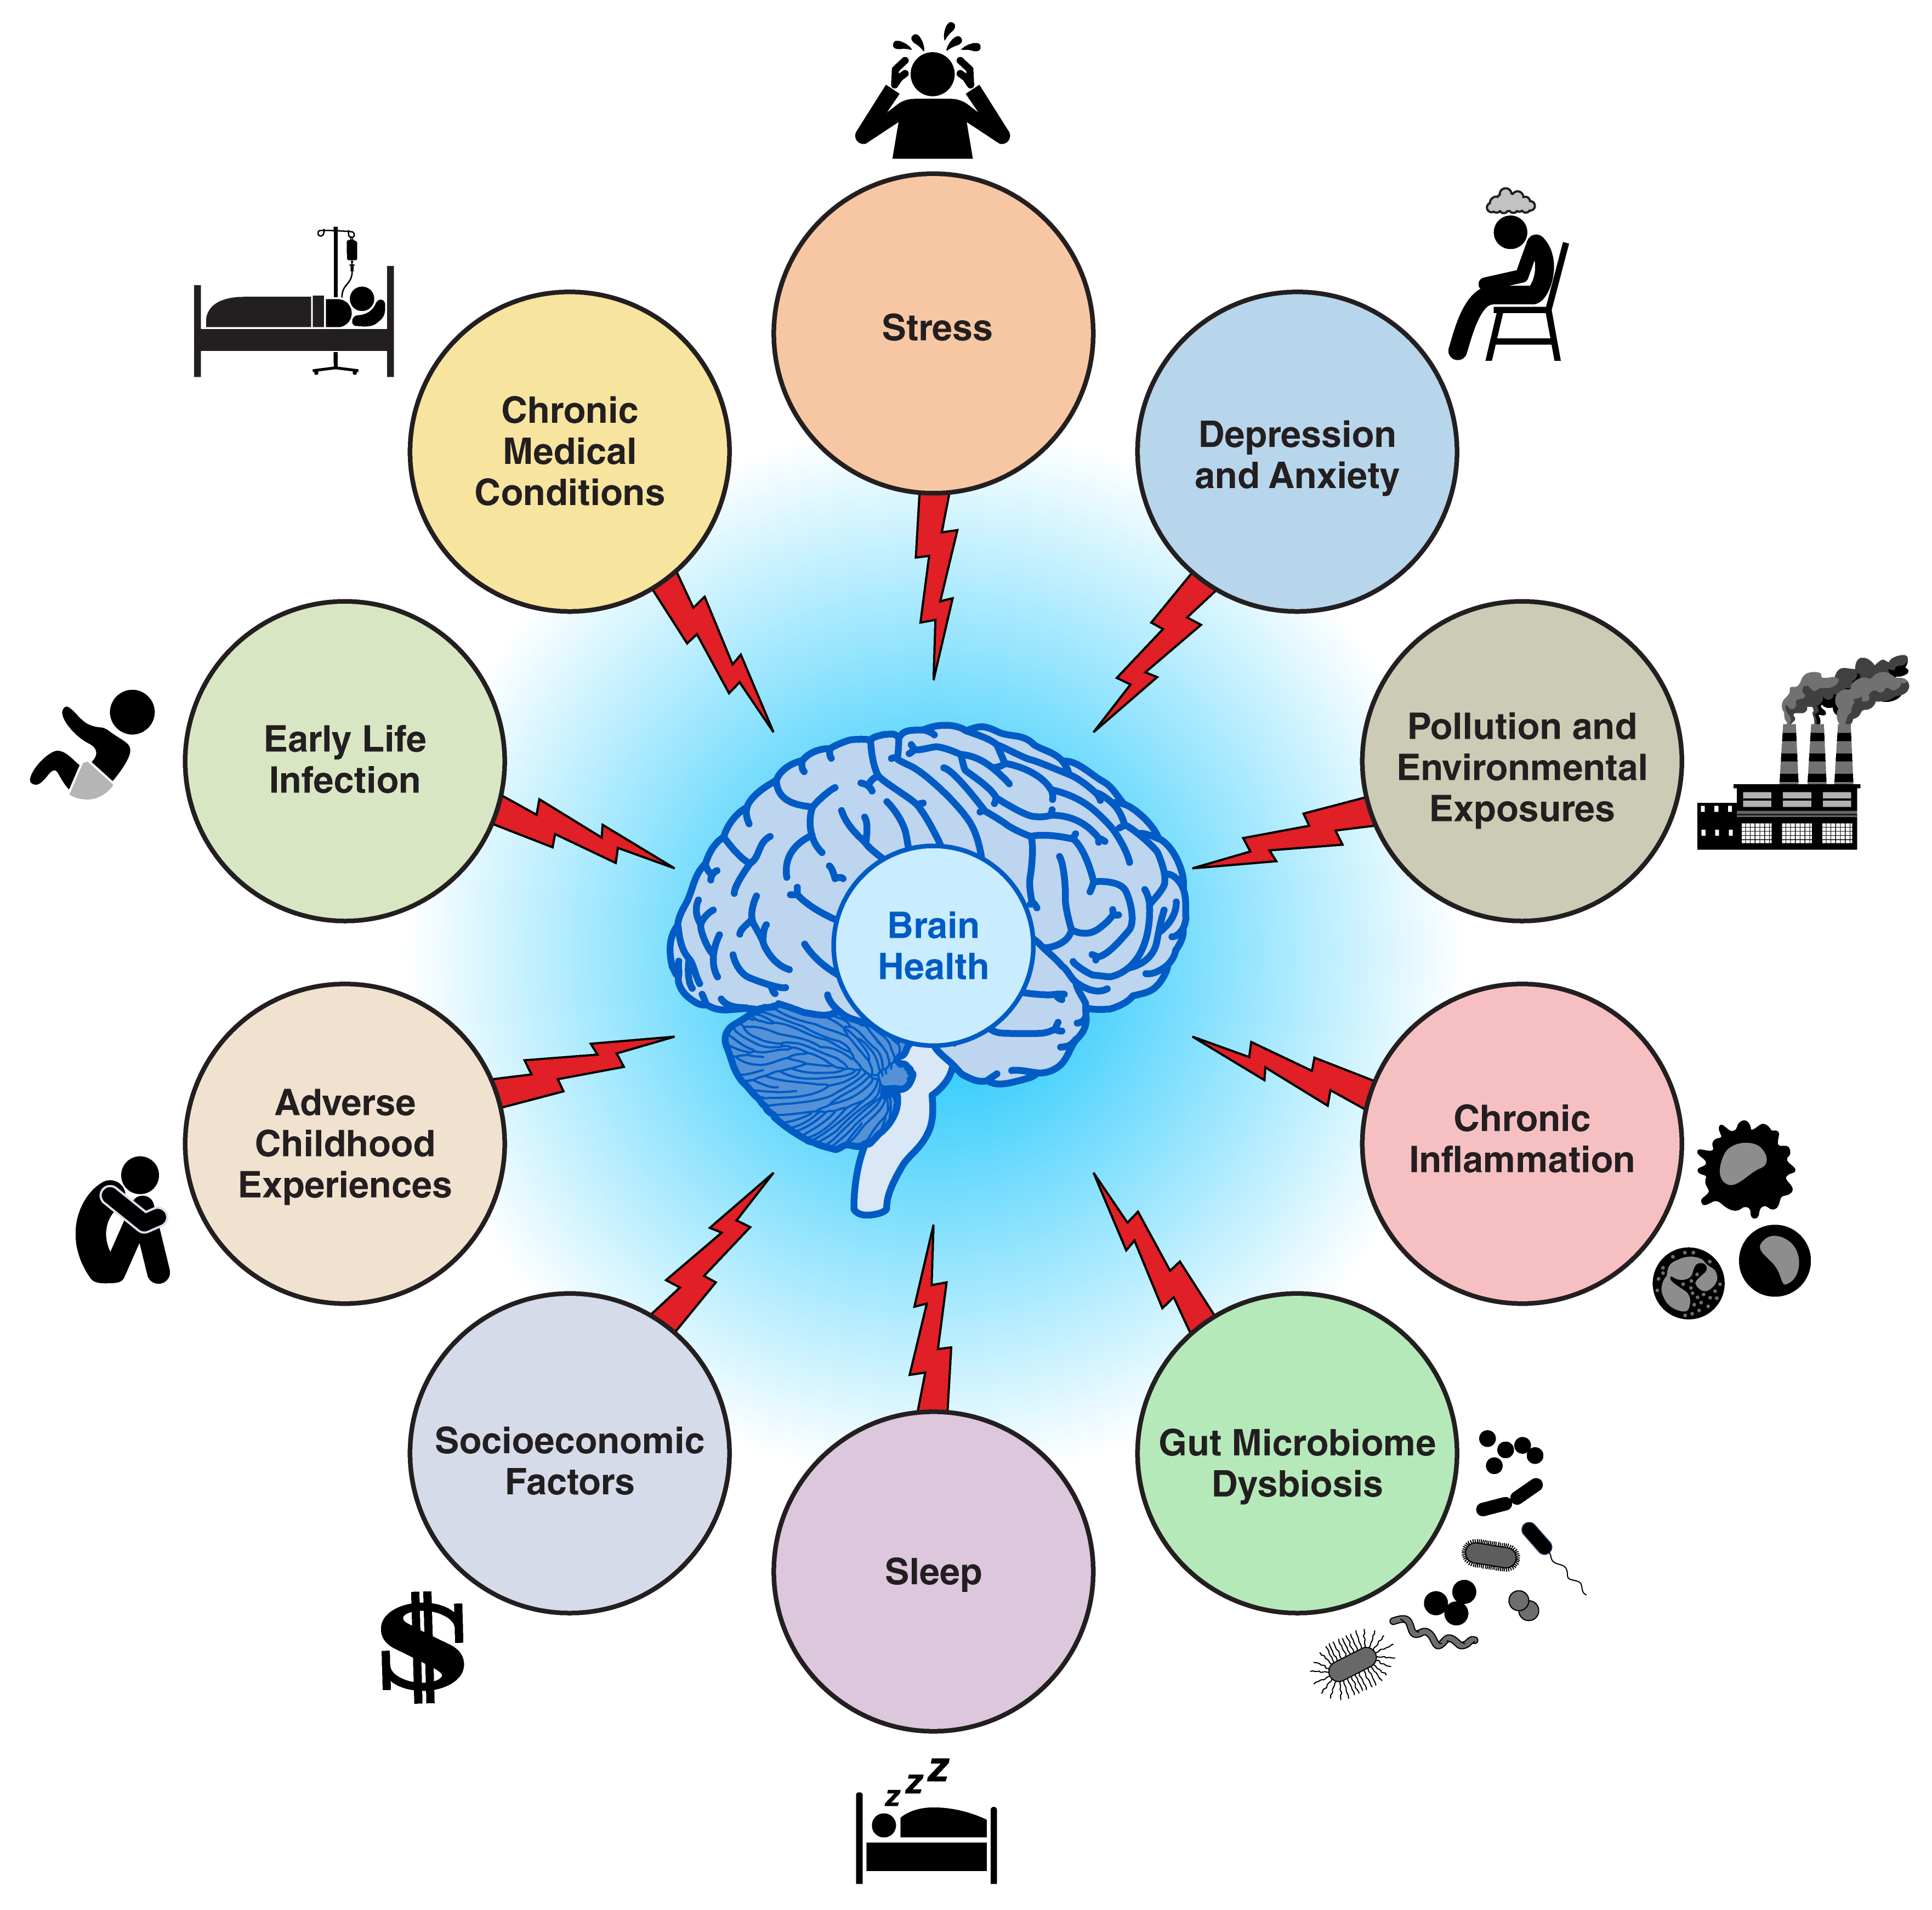 Stress
Depression
and Anxiety
Pollution and
Environmental
Exposures
Chronic
Inflammation
Gut Microbiome
Dysbiosis
Sleep
z z z
Socioeconomic
Factors
$
Adverse
Childhood
Experiences
Early Life
Infection
Chronic
Medical
Conditions
Brain
Health